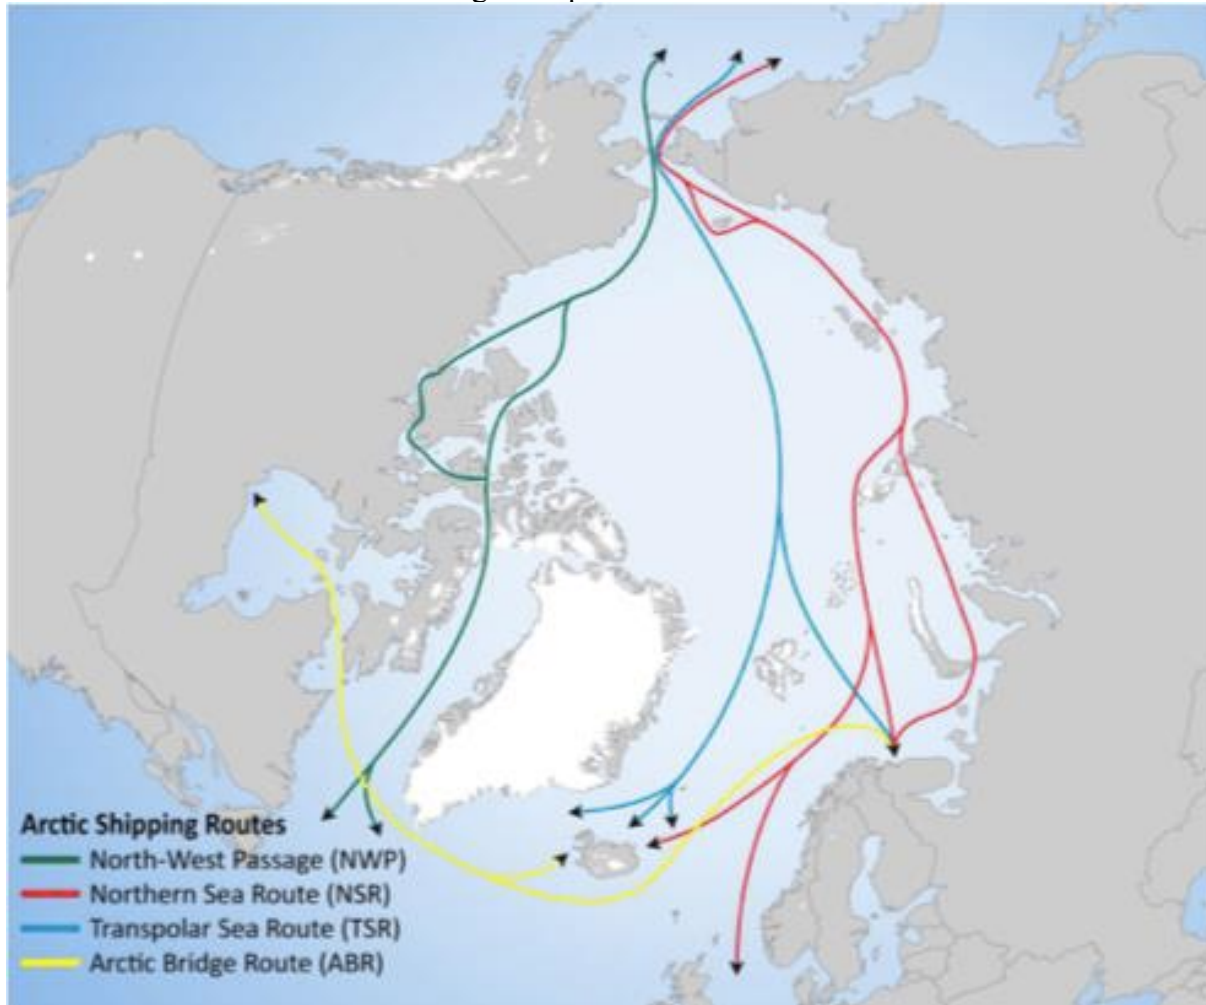 Arctic Shipping Routes
North-West Passage (NWP)
Northern Sea Route (NSR)
Transpolar Sea Route (TSR)
Arctic Bridge Route (ABR)